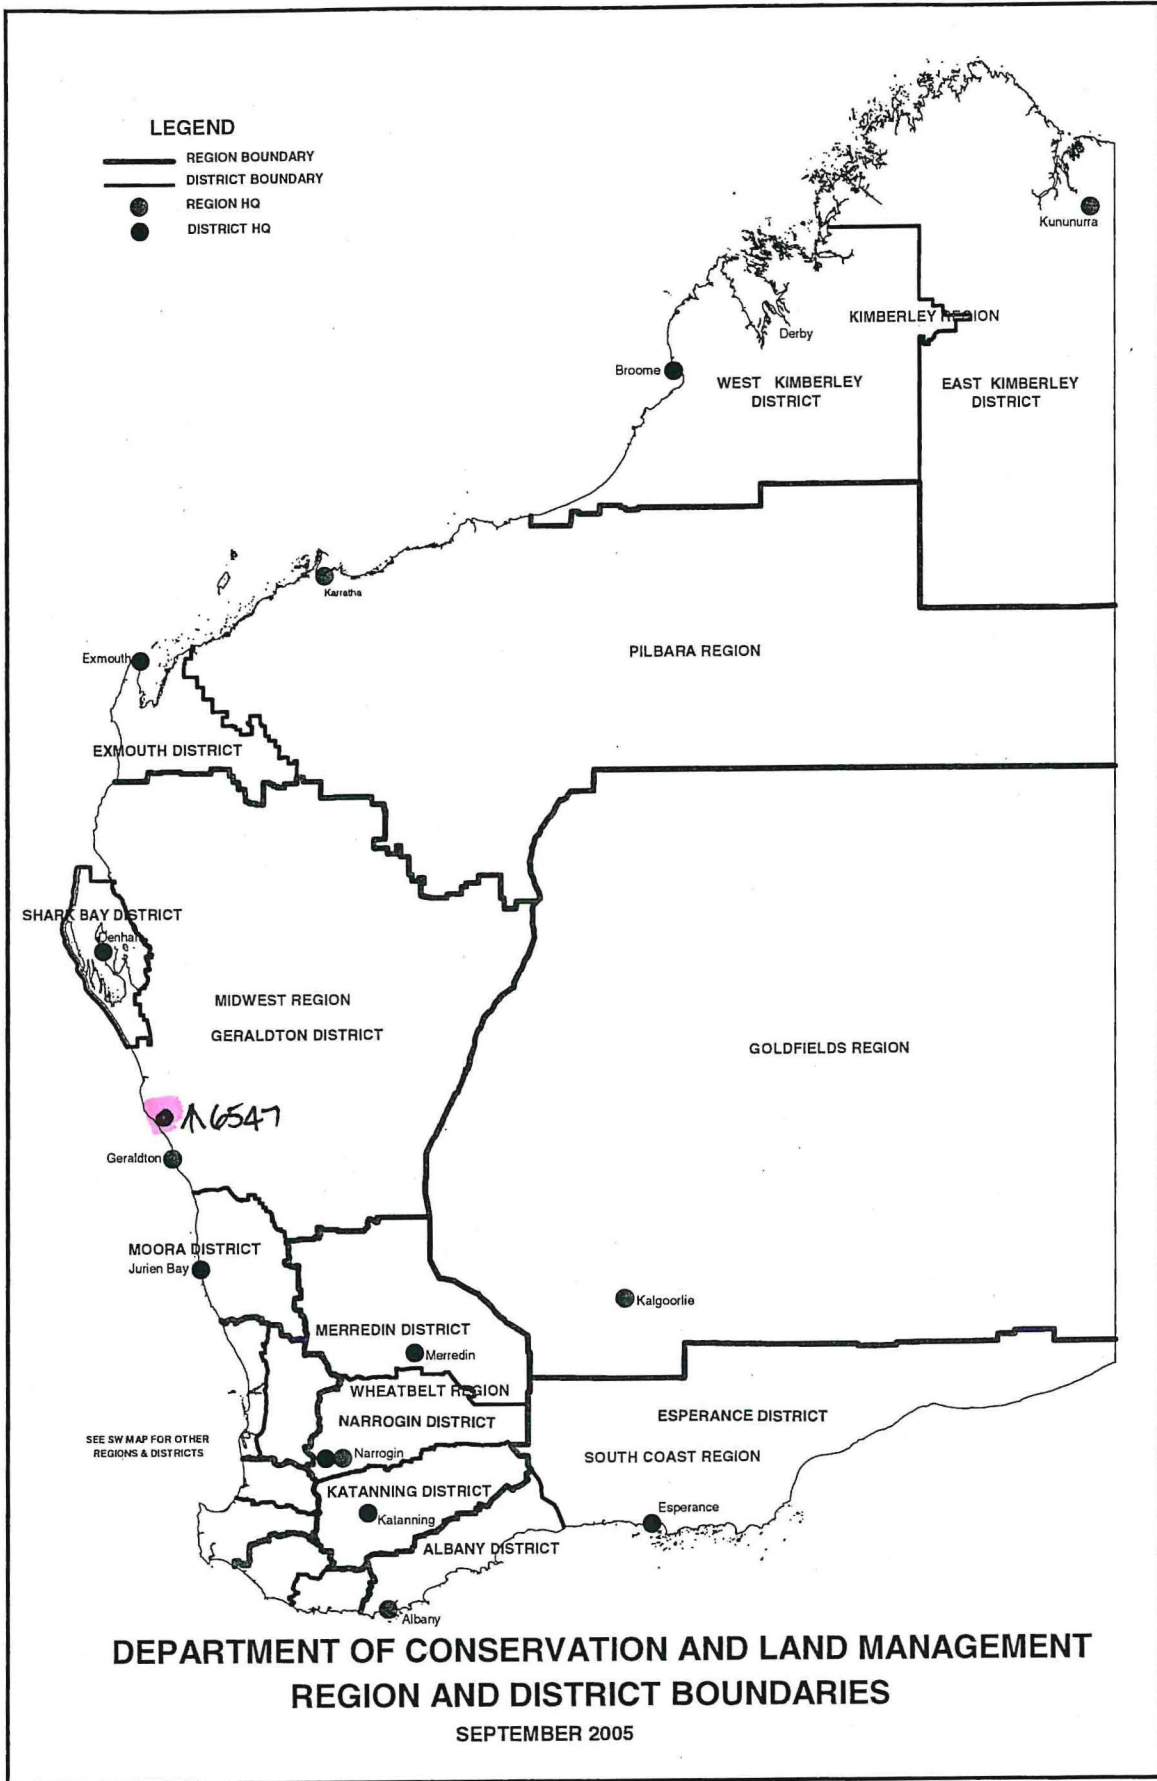 LEGEND
REGION BOUNDARY
DISTRICT BOUNDARY
REGION HQ
DISTRICT HQ
Kununurra
KIMBERLEY REGION
Derby
Broome
WEST KIMBERLEY
DISTRICT
EAST KIMBERLEY
DISTRICT
Karratha
PILBARA REGION
Exmouth
EXMOUTH DISTRICT
SHARK BAY DISTRICT
Denham
MIDWEST REGION
GERALDTON DISTRICT
GOLDFIELDS REGION
↑6547
Geraldton
MOORA DISTRICT
Jurien Bay
Kalgoorlie
MERREDIN DISTRICT
Merredin
WHEATBELT REGION
NARROGIN DISTRICT
ESPERANCE DISTRICT
SEE SW MAP FOR OTHER
REGIONS & DISTRICTS
Narrogin
SOUTH COAST REGION
KATANNING DISTRICT
Katanning
Esperance
ALBANY DISTRICT
Albany
DEPARTMENT OF CONSERVATION AND LAND MANAGEMENT
REGION AND DISTRICT BOUNDARIES
SEPTEMBER 2005